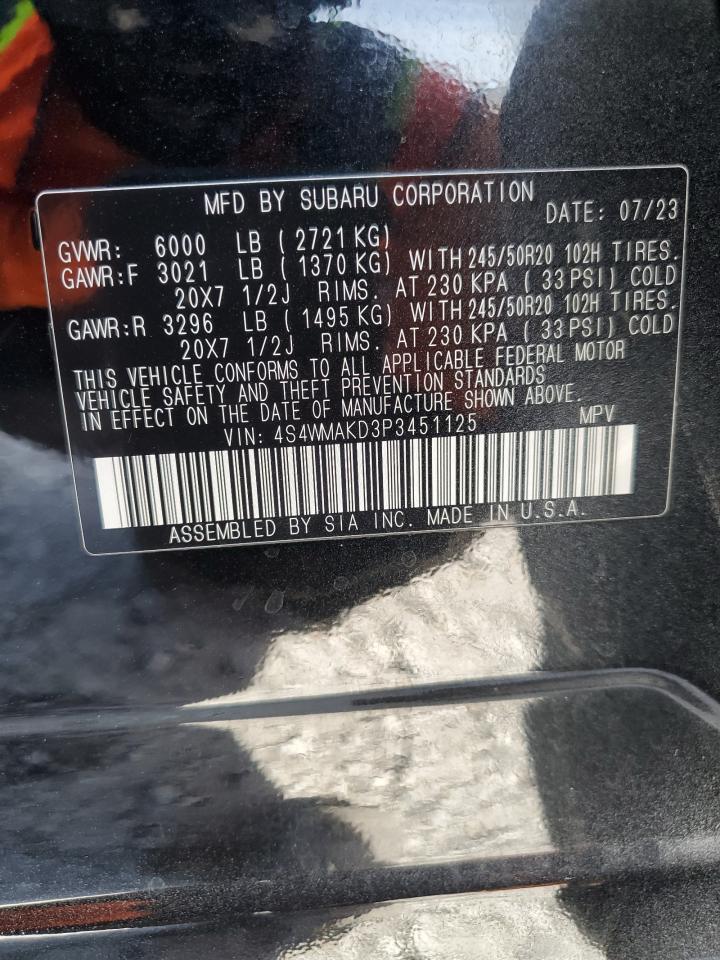 MFD BY SUBARU CORPORATION DATE: 07/23
GVWR: 6000 LB ( 2721 KG)
GAWR:F 3021 LB ( 1370 KG) WITH 245/50R20 102H TIRES.
20X7 1/2J RIMS. AT 230 KPA ( 33 PSI) COLD
GAWR:R 3296 LB ( 1495 KG) WITH 245/50R20 102H TIRES.
20X7 1/2J RIMS. AT 230 KPA ( 33 PSI) COLD
THIS VEHICLE CONFORMS TO ALL APPLICABLE FEDERAL MOTOR
VEHICLE SAFETY AND THEFT PREVENTION STANDARDS
IN EFFECT ON THE DATE OF MANUFACTURE SHOWN ABOVE.
VIN: 4S4WMAKD3P3451125 MPV
ASSEMBLED BY SIA INC. MADE IN U.S.A.